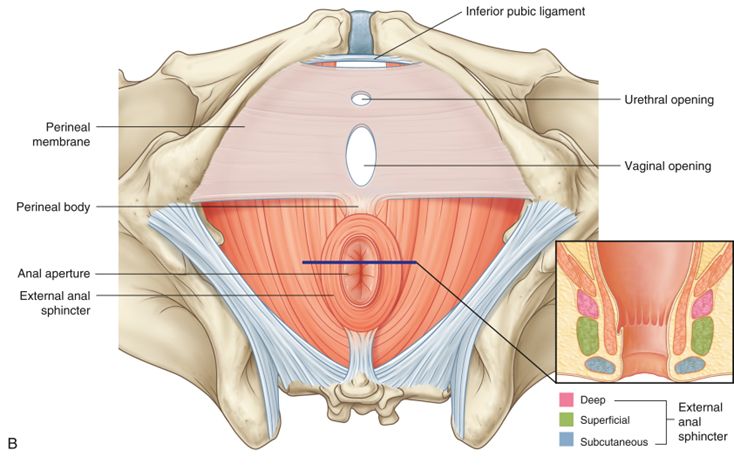 Inferior pubic ligament
Urethral opening
Perineal
membrane
Vaginal opening
Perineal body
Anal aperture
External anal
sphincter
Deep
Superficial
Subcutaneous
External
anal
sphincter
B